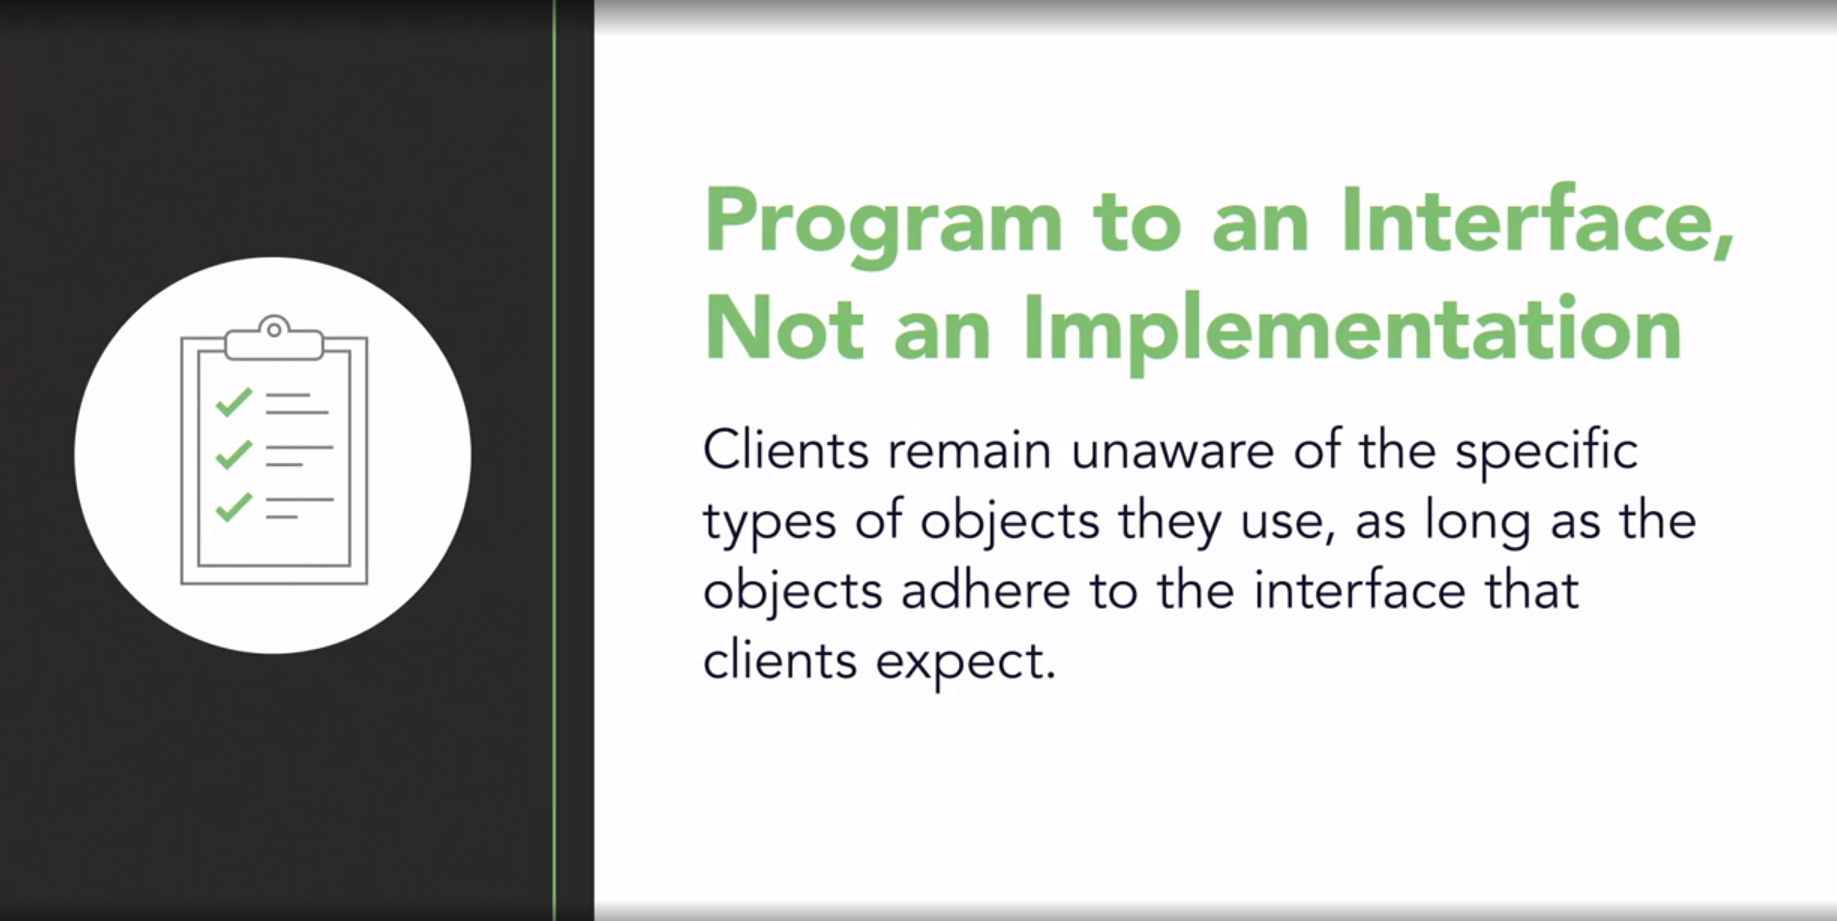 Program to an Interface,
Not an Implementation
Clients remain unaware of the specific
types of objects they use, as long as the
objects adhere to the interface that
clients expect.